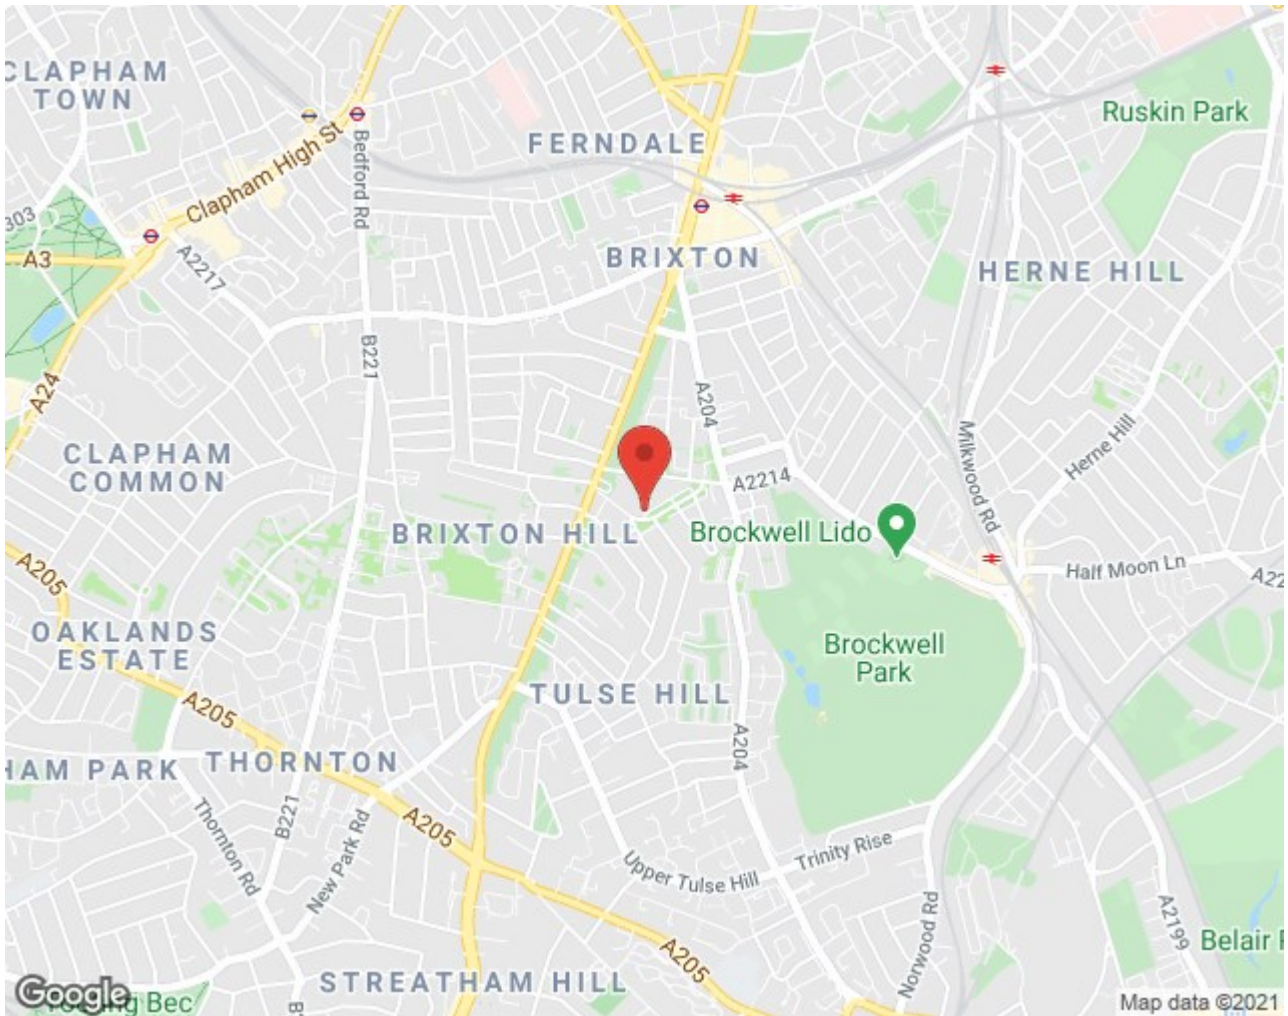 CLAPHAM
TOWN
Ruskin Park
Clapham High St
Bedford Rd
FERNDALE
303
A3
A2217
BRIXTON
HERNE HILL
B221
A24
A204
Milkwood Rd
Herne Hill
CLAPHAM
COMMON
A2214
BRIXTON HILL
Brockwell Lido
Half Moon Ln
A22
A205
OAKLANDS
ESTATE
Brockwell
Park
TULSE HILL
A205
A204
HAM PARK
THORNTON
B221
Thornton Rd
New Park Rd
A205
Upper Tulse Hill
Trinity Rise
Norwood Rd
A2199
Belair P
A205
STREATHAM HILL
Google
Tooting Bec
Map data ©2021